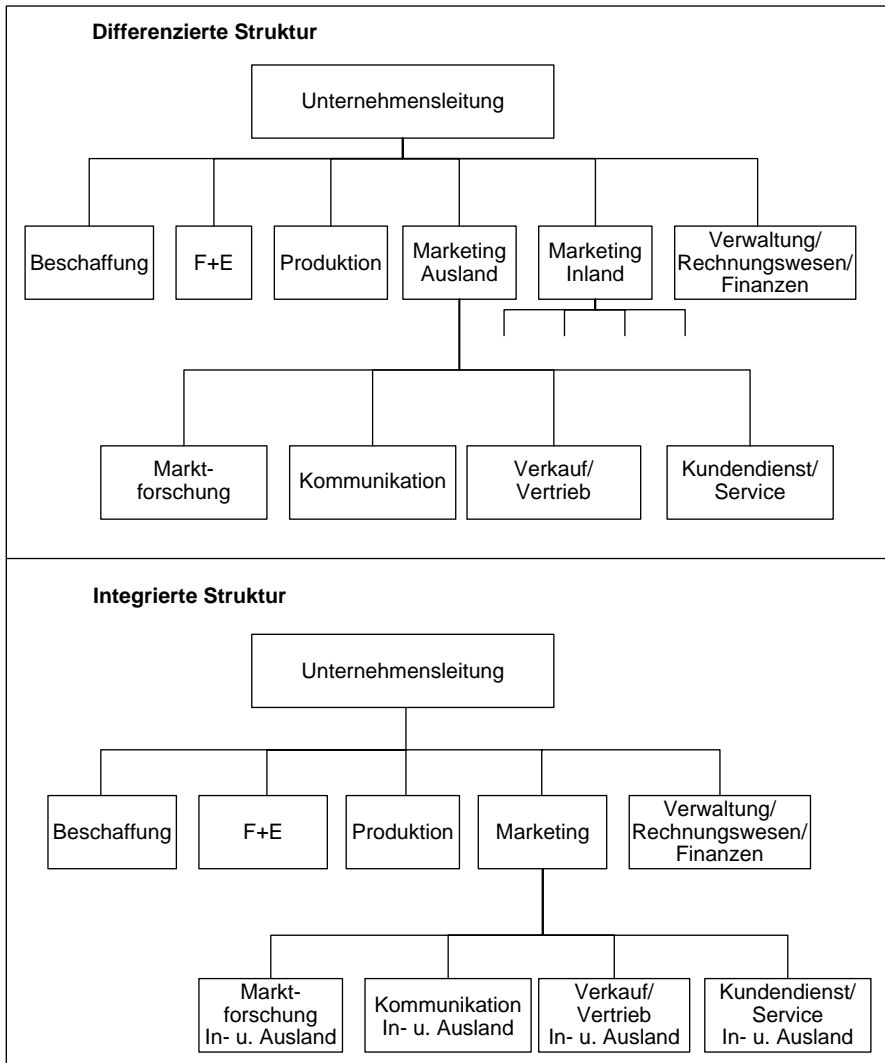 Differenzierte Struktur
Unternehmensleitung
Beschaffung
F+E
Produktion
Marketing
Ausland
Marketing
Inland
Verwaltung/
Rechnungswesen/
Finanzen
Markt-
forschung
Kommunikation
Verkauf/
Vertrieb
Kundendienst/
Service
Integrierte Struktur
Unternehmensleitung
Beschaffung
F+E
Produktion
Marketing
Verwaltung/
Rechnungswesen/
Finanzen
Markt-
forschung
In- u. Ausland
Kommunikation
In- u. Ausland
Verkauf/
Vertrieb
In- u. Ausland
Kundendienst/
Service
In- u. Ausland